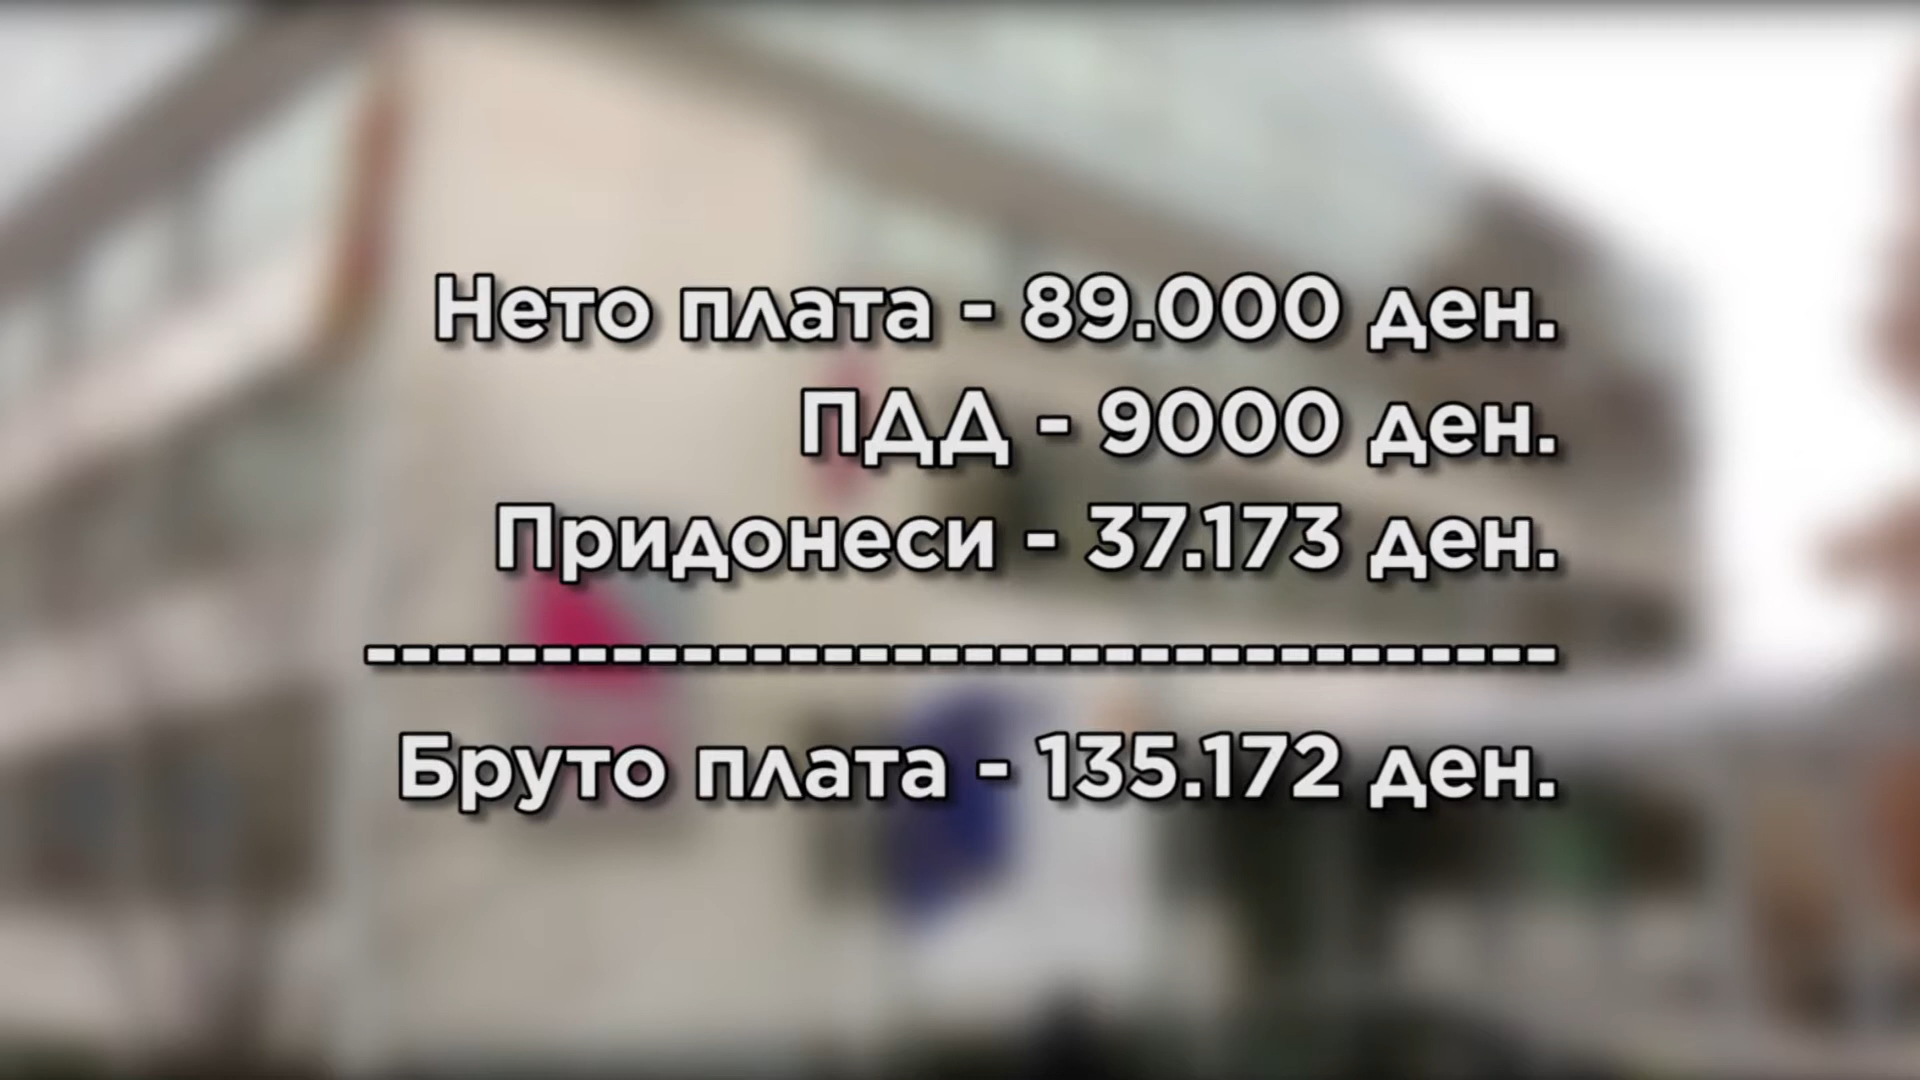 Нето плата - 89.000 ден.
ПДД - 9000 ден.
Придонеси - 37.173 ден.
----------------------------------
Бруто плата - 135.172 ден.